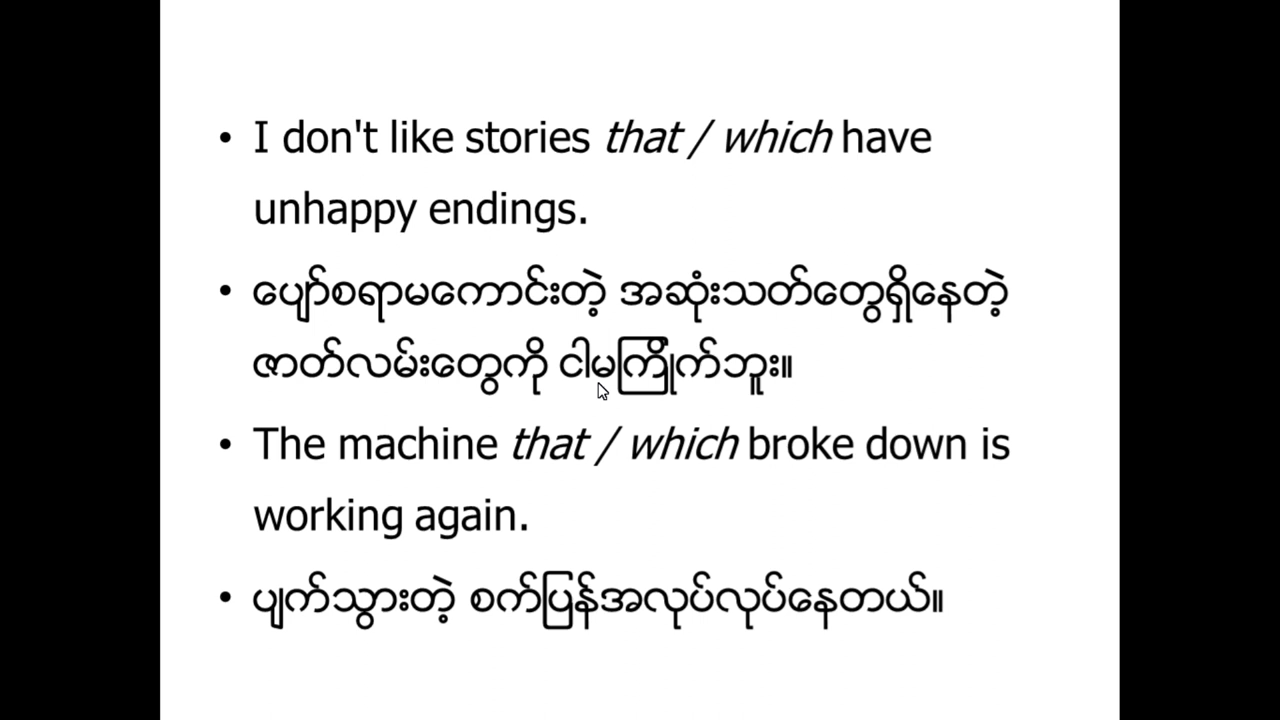 • I don't like stories that / which have
unhappy endings.
• ပျော်စရာမကောင်းတဲ့ အဆုံးသတ်တွေရှိနေတဲ့
ဇာတ်လမ်းတွေကို ငါမကြိုက်ဘူး။
• The machine that / which broke down is
working again.
• ပျက်သွားတဲ့ စက်ပြန်အလုပ်လုပ်နေတယ်။